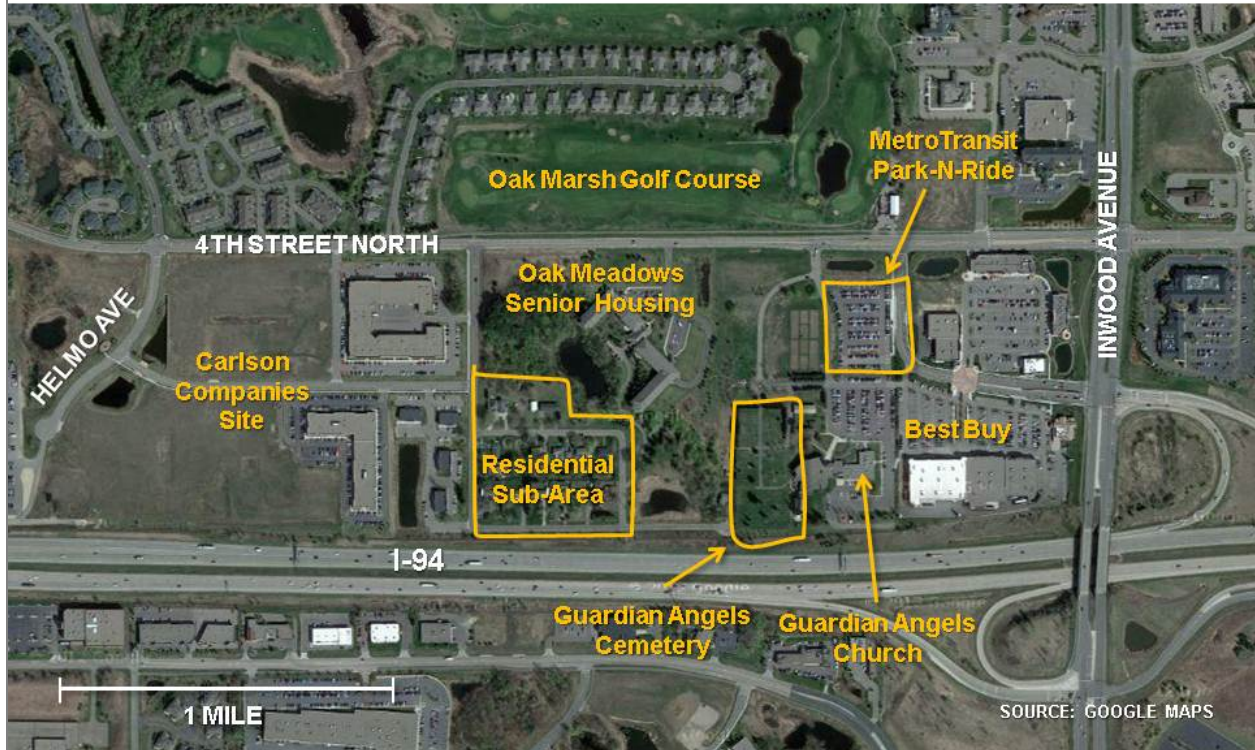 MetroTransit
Park-N-Ride
Oak Marsh Golf Course
INWOOD AVENUE
4TH STREET NORTH
Oak Meadows
Senior Housing
HELMO AVE
Carlson
Companies
Site
Best Buy
Residential
Sub-Area
I-94
Guardian Angels
Cemetery
Guardian Angels
Church
1 MILE
SOURCE: GOOGLE MAPS